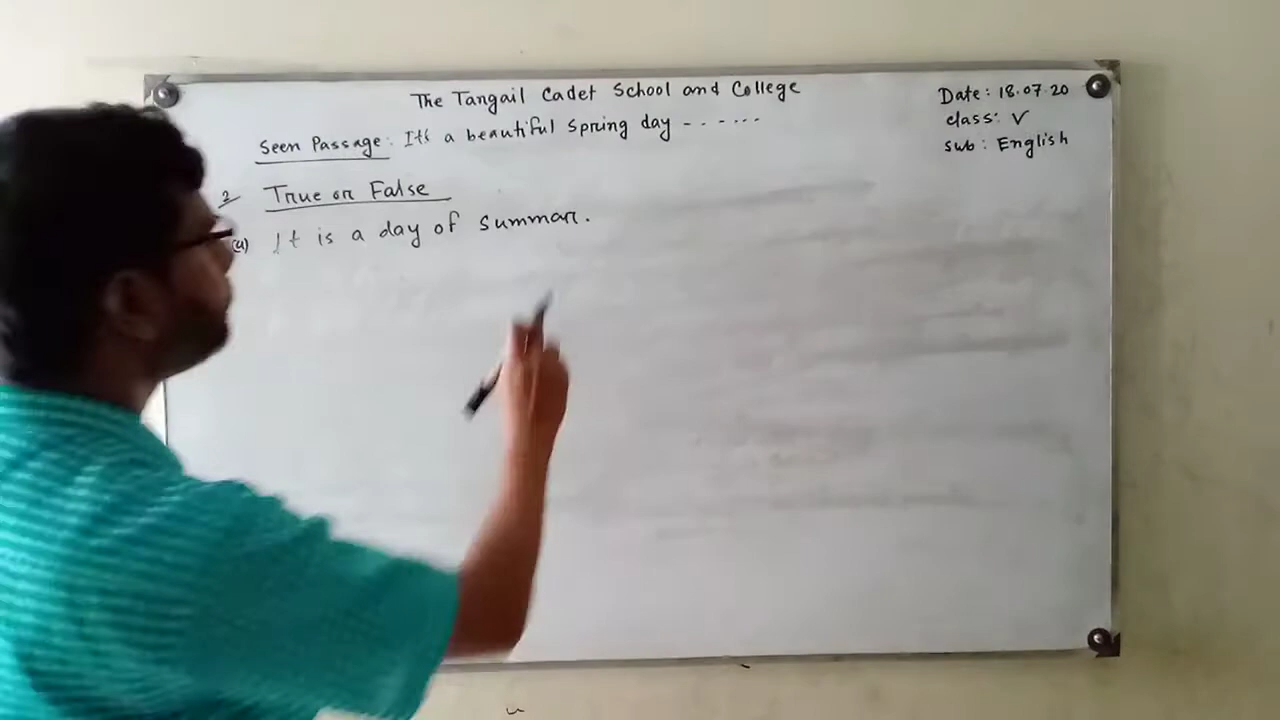 The Tangail Cadet School and College
Date: 18.07.20
class: V
sub: English
Seen Passage: It's a beautiful Spring day - - - - - -
2 True or False
(a) It is a day of summar.